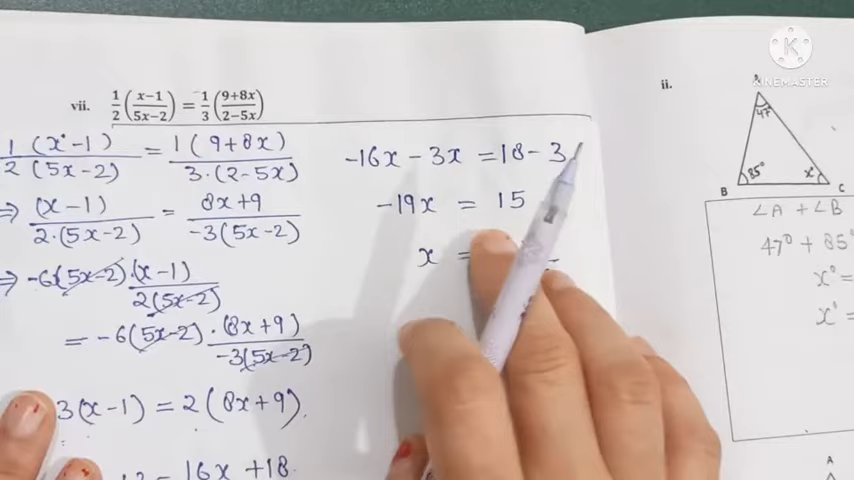 KINEMASTER
vii. 1/2 (x-1/5x-2) = 1/3 (9+8x/2-5x)
1 (x-1)/2 (5x-2) = 1 (9+8x)/3·(2-5x)
⇒ (x-1)/2·(5x-2) = 8x+9/-3(5x-2)
⇒ -6(5x-2)·(x-1)/2(5x-2)
= -6(5x-2)·(8x+9)/-3(5x-2)
3(x-1) = 2(8x+9).
= 16x +18.
-16x - 3x = 18 - 3
-19x = 15
x =
ii.
A
47
B 85° x° C
∠A + ∠B
47° + 85°
x° =
x° =
A